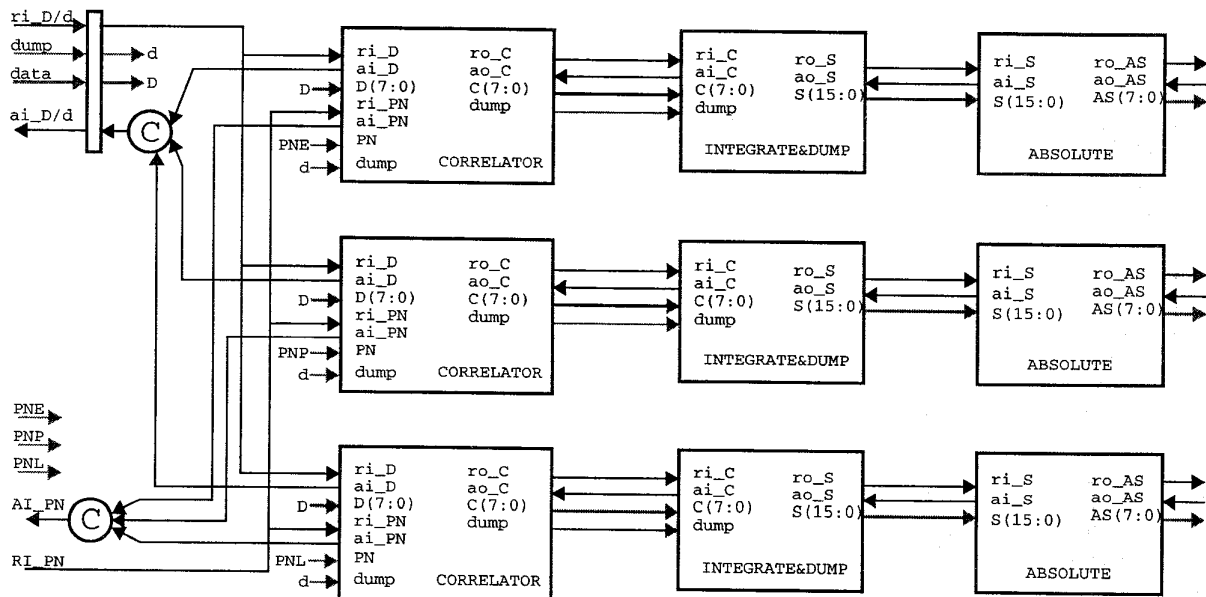 ri_D/d
dump
data
ai_D/d
d
D
C
D
PNE
d
ri_D
ai_D
D(7:0)
ri_PN
ai_PN
PN
dump
ro_C
ao_C
C(7:0)
dump
CORRELATOR
ri_C
ai_C
C(7:0)
dump
ro_S
ao_S
S(15:0)
INTEGRATE&DUMP
ri_S
ai_S
S(15:0)
ro_AS
ao_AS
AS(7:0)
ABSOLUTE
D
PNP
d
ri_D
ai_D
D(7:0)
ri_PN
ai_PN
PN
dump
ro_C
ao_C
C(7:0)
dump
CORRELATOR
ri_C
ai_C
C(7:0)
dump
ro_S
ao_S
S(15:0)
INTEGRATE&DUMP
ri_S
ai_S
S(15:0)
ro_AS
ao_AS
AS(7:0)
ABSOLUTE
PNE
PNP
PNL
AI_PN
C
RI_PN
D
PNL
d
ri_D
ai_D
D(7:0)
ri_PN
ai_PN
PN
dump
ro_C
ao_C
C(7:0)
dump
CORRELATOR
ri_C
ai_C
C(7:0)
dump
ro_S
ao_S
S(15:0)
INTEGRATE&DUMP
ri_S
ai_S
S(15:0)
ro_AS
ao_AS
AS(7:0)
ABSOLUTE